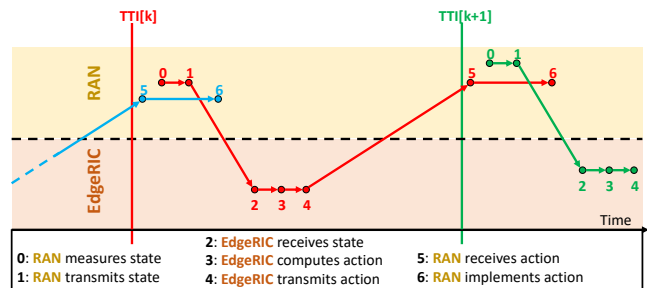 TTI[k] TTI[k+1]
0 1 0 1
5 6 5 6
RAN
EdgeRIC
2 3 4 2 3 4
Time
0: RAN measures state
1: RAN transmits state
2: EdgeRIC receives state
3: EdgeRIC computes action
4: EdgeRIC transmits action
5: RAN receives action
6: RAN implements action